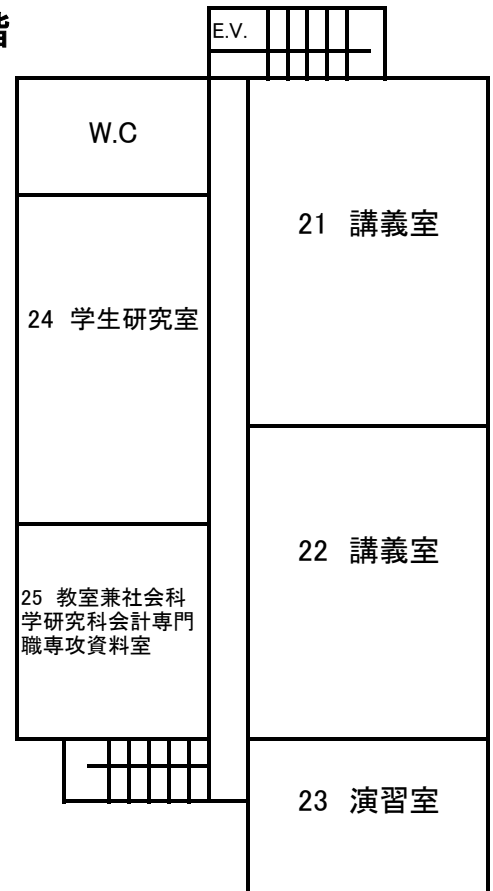 階
E.V.
W.C
21 講義室
24 学生研究室
22 講義室
25 教室兼社会科
学研究科会計専門
職専攻資料室
23 演習室